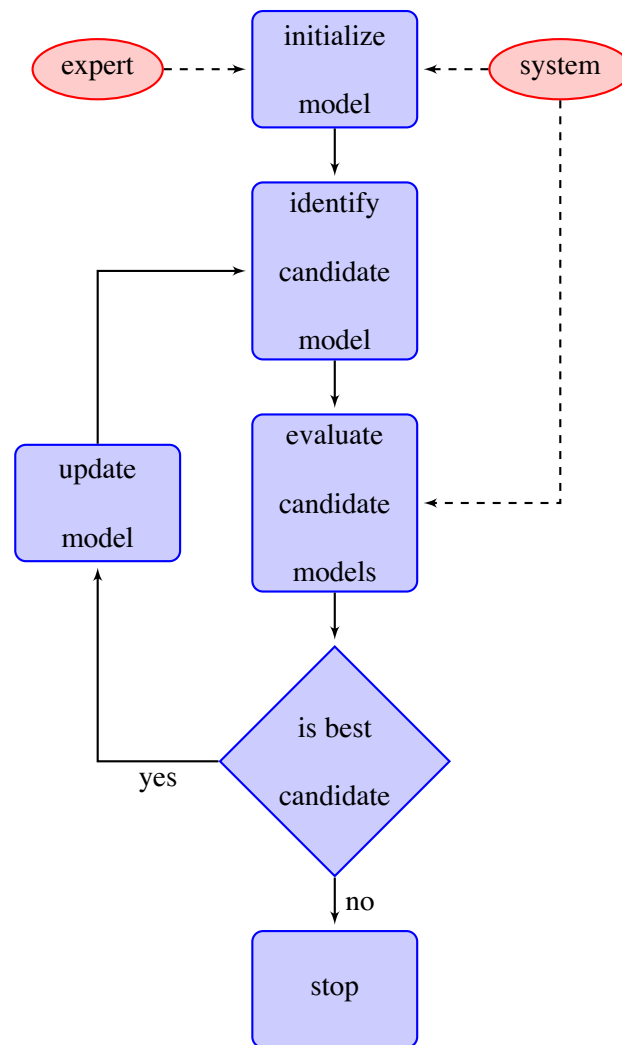 expert
initialize
model
system
identify
candidate
model
evaluate
candidate
models
update
model
is best
candidate
yes
no
stop